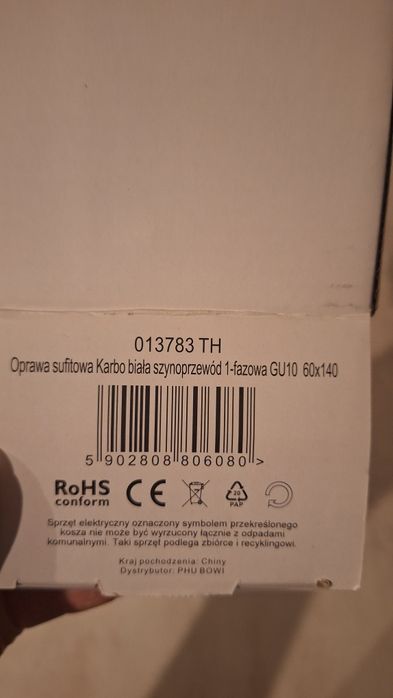 013783 TH
Oprawa sufitowa Karbo biała szynoprzewód 1-fazowa GU10 60x140
5 902808 806080 >
RoHS
conform
CE
20
PAP
Sprzęt elektryczny oznaczony symbolem przekreślonego
kosza nie może być wyrzucony łącznie z odpadami
komunalnymi. Taki sprzęt podlega zbiórce i recyklingowi.
Kraj pochodzenia: Chiny
Dystrybutor: PHU BOWI